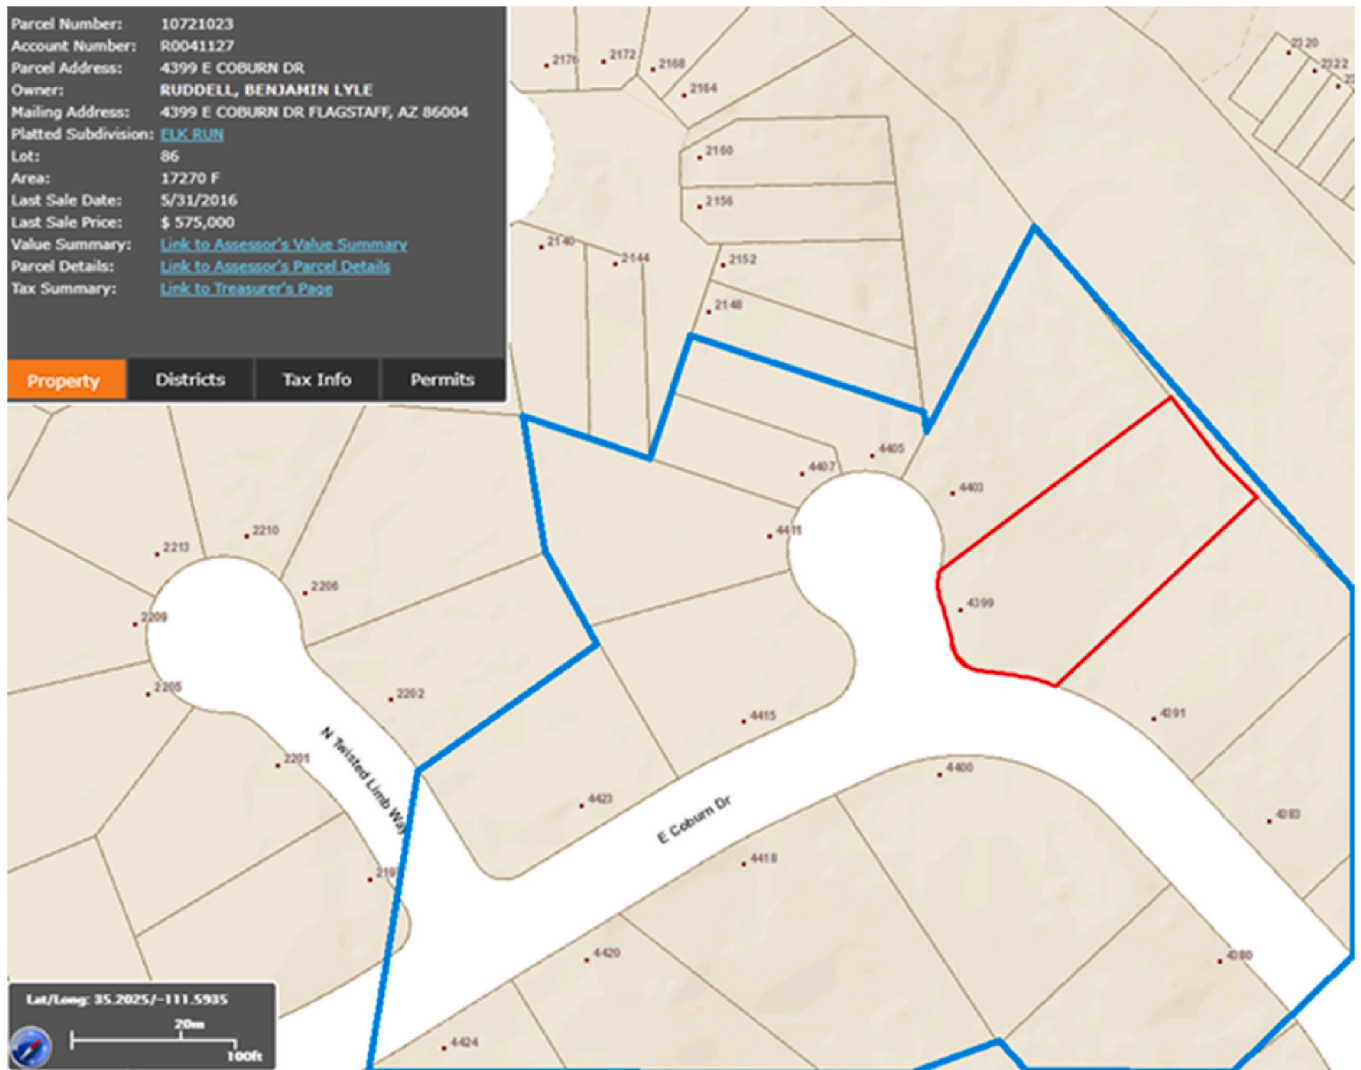 Parcel Number: 10721023
Account Number: R0041127
Parcel Address: 4399 E COBURN DR
Owner: RUDDELL, BENJAMIN LYLE
Mailing Address: 4399 E COBURN DR FLAGSTAFF, AZ 86004
Platted Subdivision: ELK RUN
Lot: 86
Area: 17270 F
Last Sale Date: 5/31/2016
Last Sale Price: $ 575,000
Value Summary: Link to Assessor's Value Summary
Parcel Details: Link to Assessor's Parcel Details
Tax Summary: Link to Treasurer's Page
Property Districts Tax Info Permits
2176
2172
2168
2164
2320
2322
2160
2156
2140
2144
2152
2148
4405
4407
4403
4411
2210
2213
2206
2209
4399
2205
2202
4415
4391
N Twisted Limb Way
2201
4400
4423
E Coburn Dr
4383
4418
4420
4380
4424
Lat/Long: 35.2025/-111.5935
20m
100ft